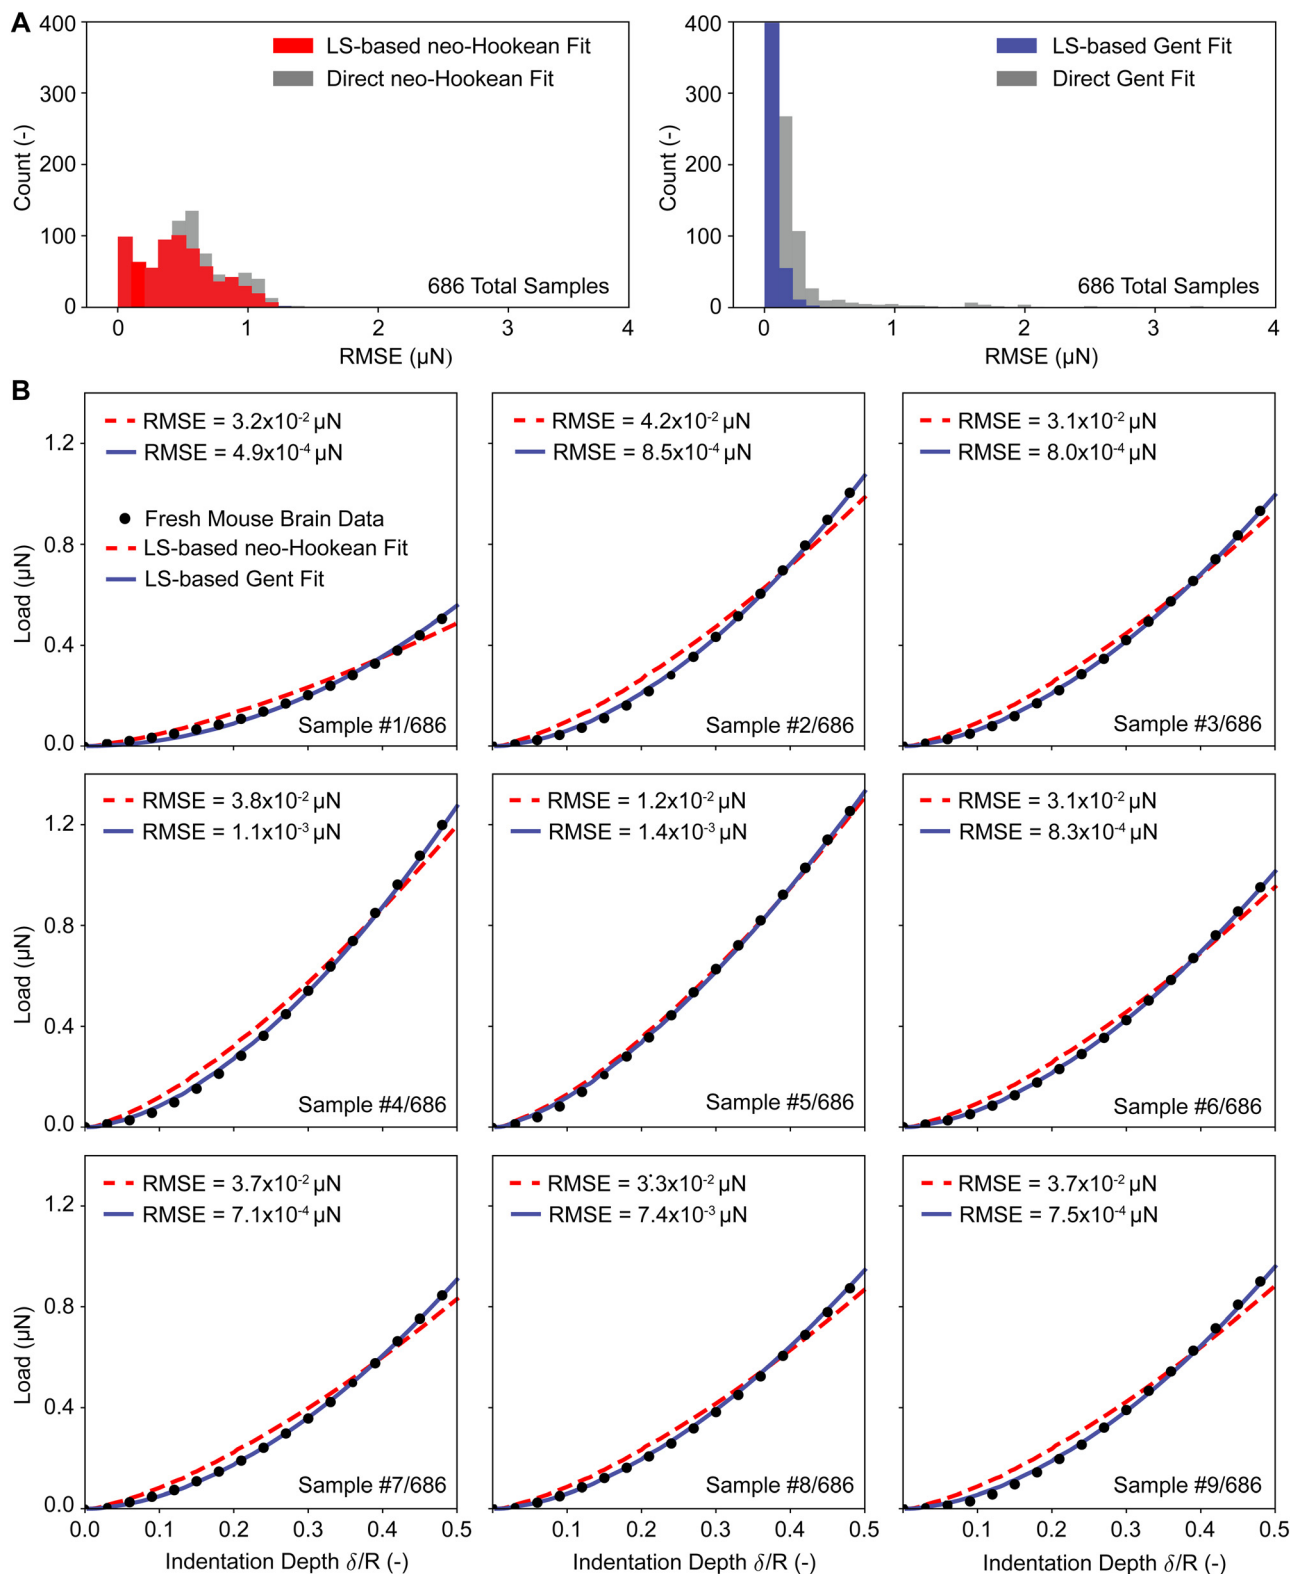 A
400
300
200
100
0
Count (-)
LS-based neo-Hookean Fit
Direct neo-Hookean Fit
686 Total Samples
0 1 2 3 4
RMSE (µN)
400
300
200
100
0
Count (-)
LS-based Gent Fit
Direct Gent Fit
686 Total Samples
0 1 2 3 4
RMSE (µN)
B
1.2
0.8
0.4
0.0
Load (µN)
RMSE = 3.2x10⁻² µN
RMSE = 4.9x10⁻⁴ µN
Fresh Mouse Brain Data
LS-based neo-Hookean Fit
LS-based Gent Fit
Sample #1/686
RMSE = 4.2x10⁻² µN
RMSE = 8.5x10⁻⁴ µN
Sample #2/686
RMSE = 3.1x10⁻² µN
RMSE = 8.0x10⁻⁴ µN
Sample #3/686
1.2
0.8
0.4
0.0
Load (µN)
RMSE = 3.8x10⁻² µN
RMSE = 1.1x10⁻³ µN
Sample #4/686
RMSE = 1.2x10⁻² µN
RMSE = 1.4x10⁻³ µN
Sample #5/686
RMSE = 3.1x10⁻² µN
RMSE = 8.3x10⁻⁴ µN
Sample #6/686
1.2
0.8
0.4
0.0
Load (µN)
RMSE = 3.7x10⁻² µN
RMSE = 7.1x10⁻⁴ µN
Sample #7/686
0.0 0.1 0.2 0.3 0.4 0.5
Indentation Depth δ/R (-)
RMSE = 3.3x10⁻² µN
RMSE = 7.4x10⁻³ µN
Sample #8/686
0.1 0.2 0.3 0.4 0.5
Indentation Depth δ/R (-)
RMSE = 3.7x10⁻² µN
RMSE = 7.5x10⁻⁴ µN
Sample #9/686
0.1 0.2 0.3 0.4 0.5
Indentation Depth δ/R (-)